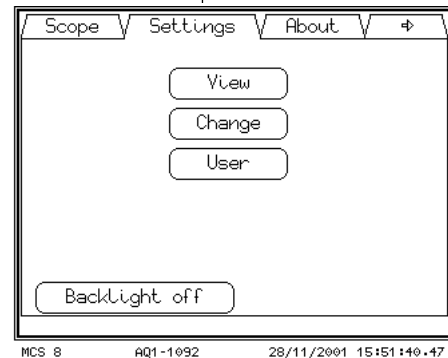 Scope Settings About
View
Change
User
Backlight off
MCS 8 AQ1-1092 28/11/2001 15:51:40.47